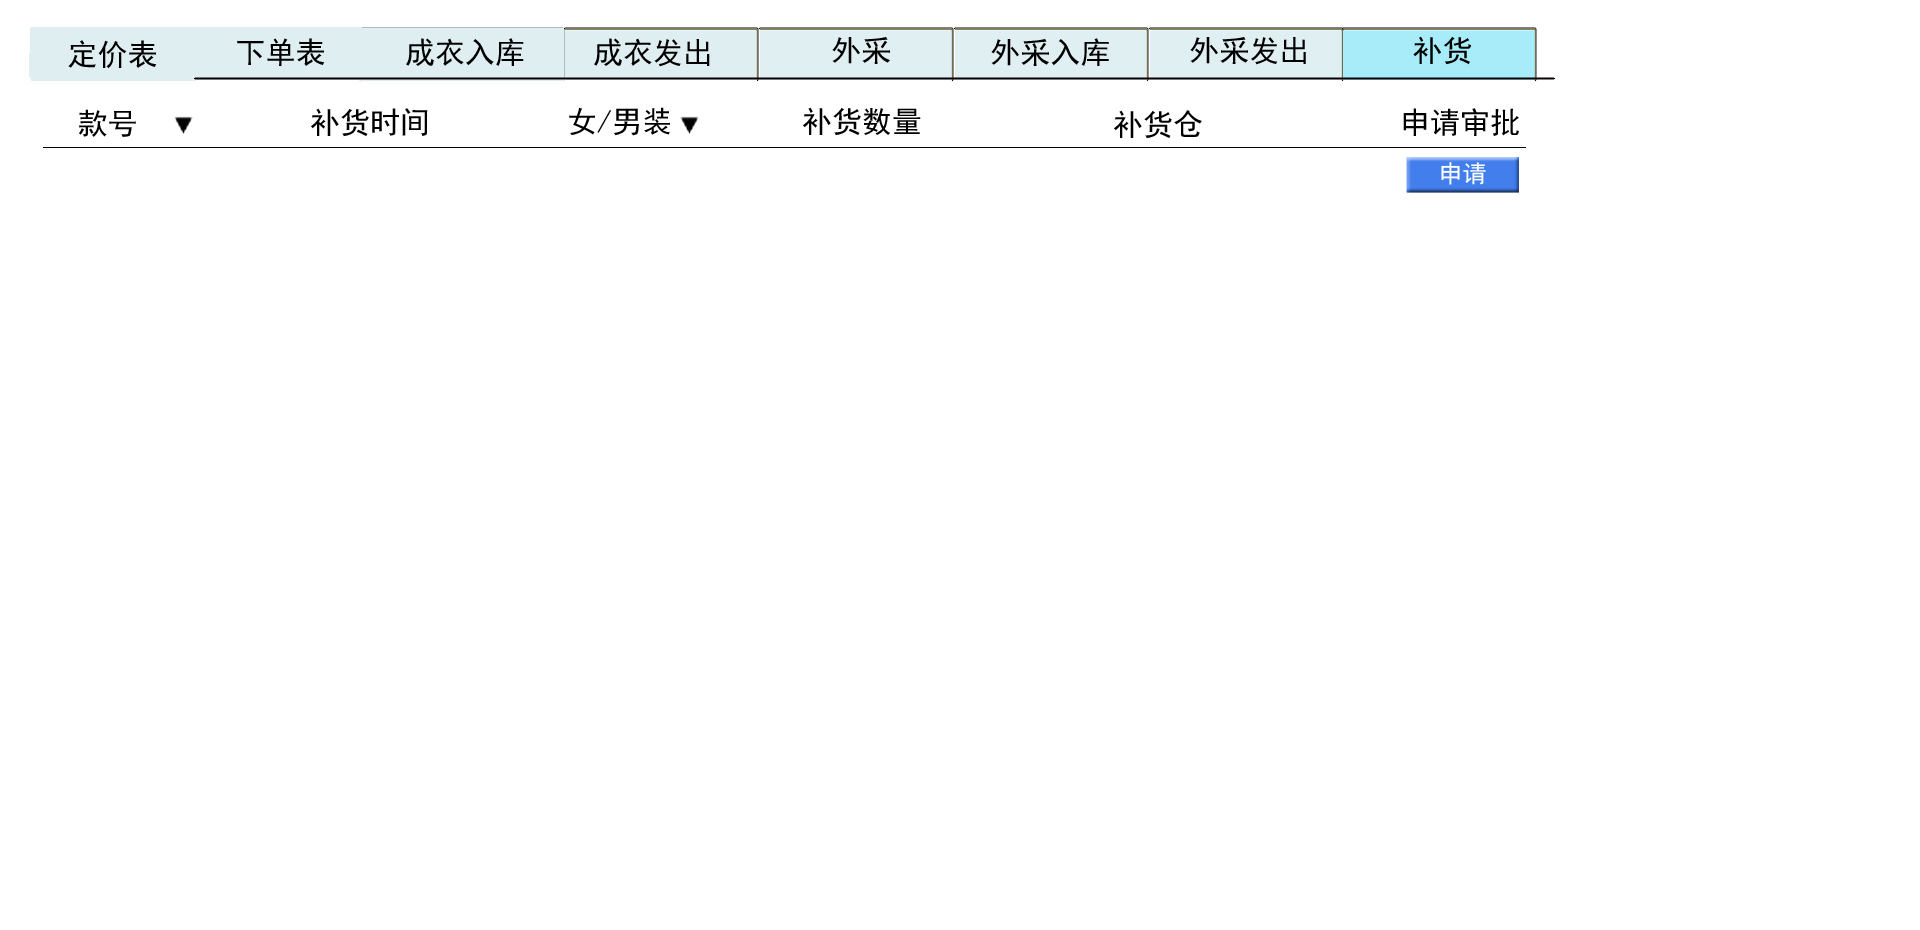 定价表 下单表 成衣入库 成衣发出 外采 外采入库 外采发出 补货
款号 ▼ 补货时间 女/男装 ▼ 补货数量 补货仓 申请审批
申请